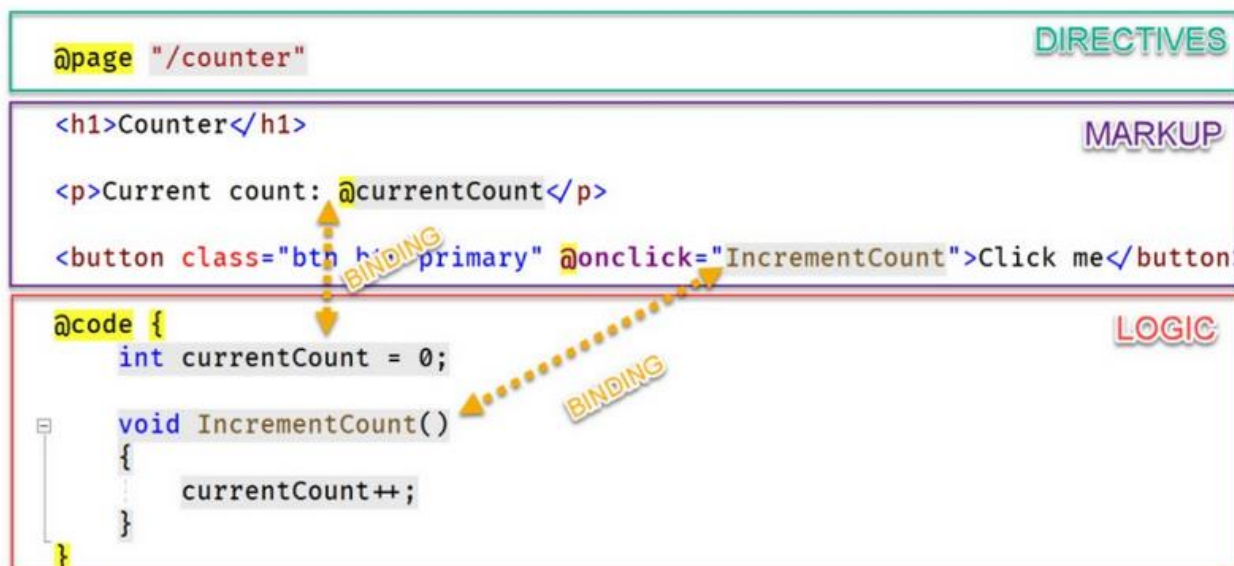 DIRECTIVES
@page "/counter"
MARKUP
<h1>Counter</h1>
<p>Current count: @currentCount</p>
BINDING
<button class="btn btn-primary" @onclick="IncrementCount">Click me</button>
LOGIC
@code {
int currentCount = 0;
BINDING
void IncrementCount()
{
currentCount++;
}
}